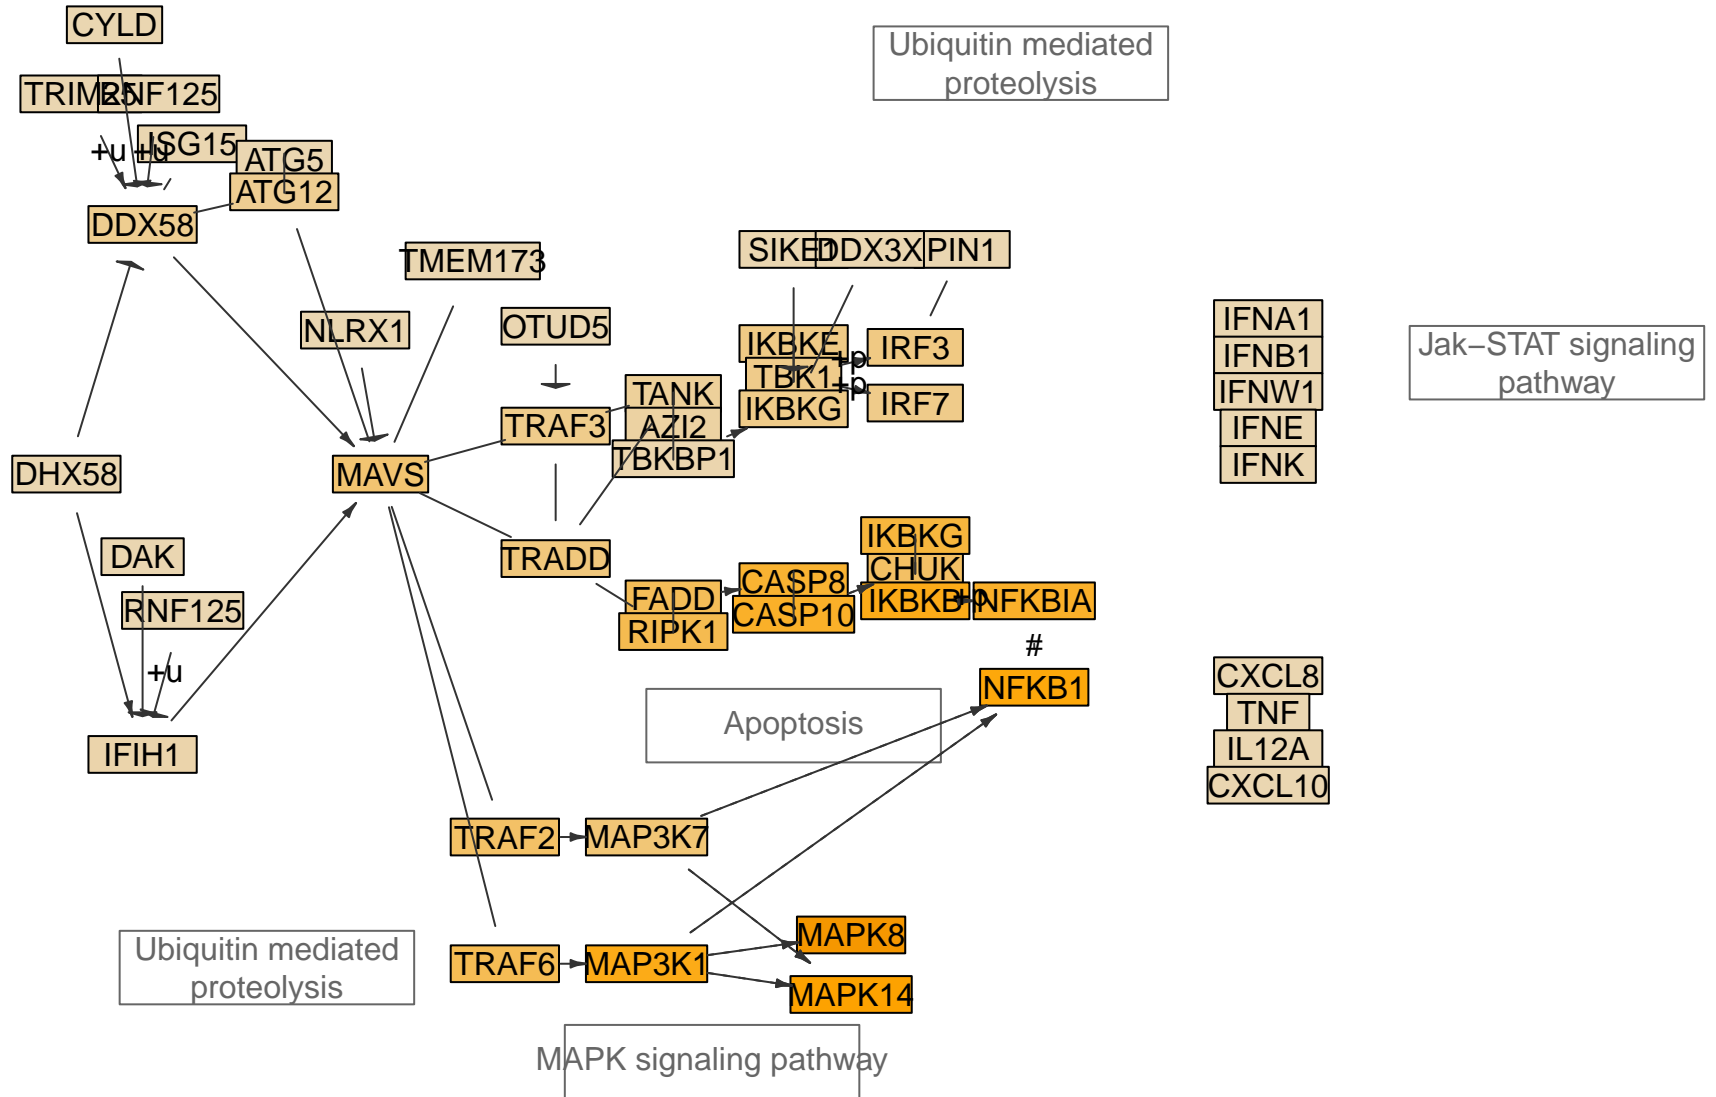 CYLD
Ubiquitin mediated
proteolysis
TRIM25
RNF125
ISG15
+u
+u
ATG5
ATG12
DDX58
TMEM173
SIKE1
DDX3X
PIN1
NLRX1
OTUD5
IKBKE
TBK1
IKBKG
+p
+p
IRF3
IRF7
IFNA1
IFNB1
IFNW1
IFNE
IFNK
Jak−STAT signaling
pathway
TANK
AZI2
TBKBP1
TRAF3
DHX58
MAVS
DAK
RNF125
+u
IFIH1
TRADD
FADD
RIPK1
CASP8
CASP10
IKBKG
CHUK
IKBKB
+p
NFKBIA
#
NFKB1
CXCL8
TNF
IL12A
CXCL10
Apoptosis
TRAF2
MAP3K7
Ubiquitin mediated
proteolysis
TRAF6
MAP3K1
MAPK8
MAPK14
MAPK signaling pathway